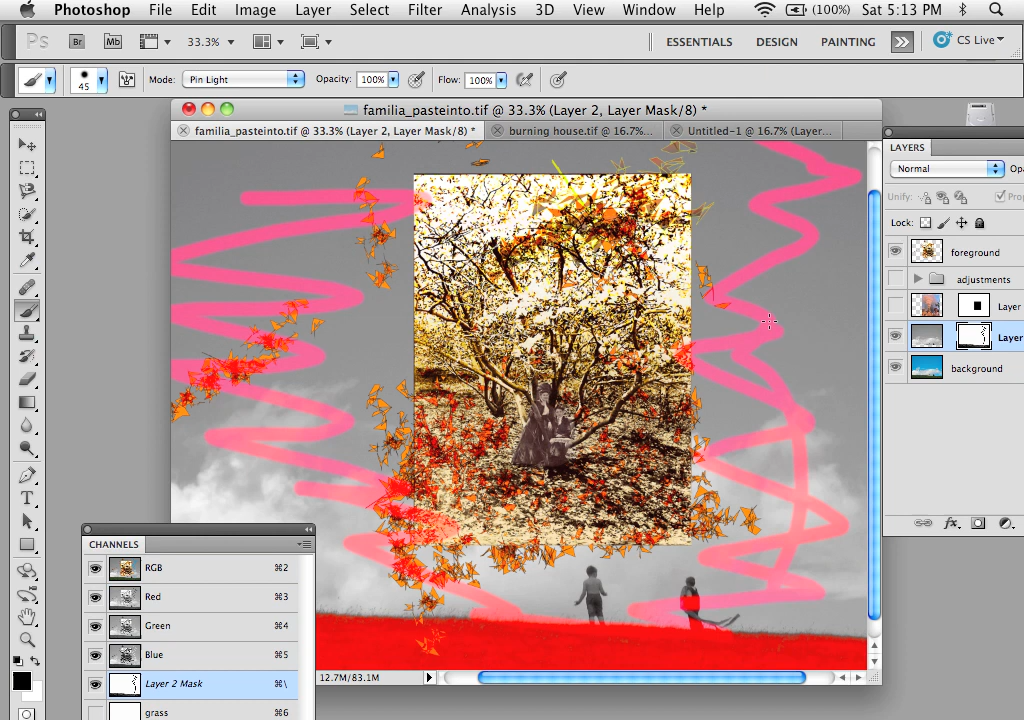 Photoshop File Edit Image Layer Select Filter Analysis 3D View Window Help (100%) Sat 5:13 PM
Ps Br Mb 33.3% ESSENTIALS DESIGN PAINTING CS Live
45 Mode: Pin Light Opacity: 100% Flow: 100%
familia_pasteinto.tif @ 33.3% (Layer 2, Layer Mask/8) *
familia_pasteinto.tif @ 33.3% (Layer 2, Layer Mask/8) * burning house.tif @ 16.7%... Untitled-1 @ 16.7% (Layer...
LAYERS
Normal Opa
Unify: Prop
Lock:
foreground
adjustments
Layer
Layer
background
fx
T
CHANNELS
RGB ⌘2
Red ⌘3
Green ⌘4
Blue ⌘5
Layer 2 Mask ⌘\
grass ⌘6
12.7M/83.1M